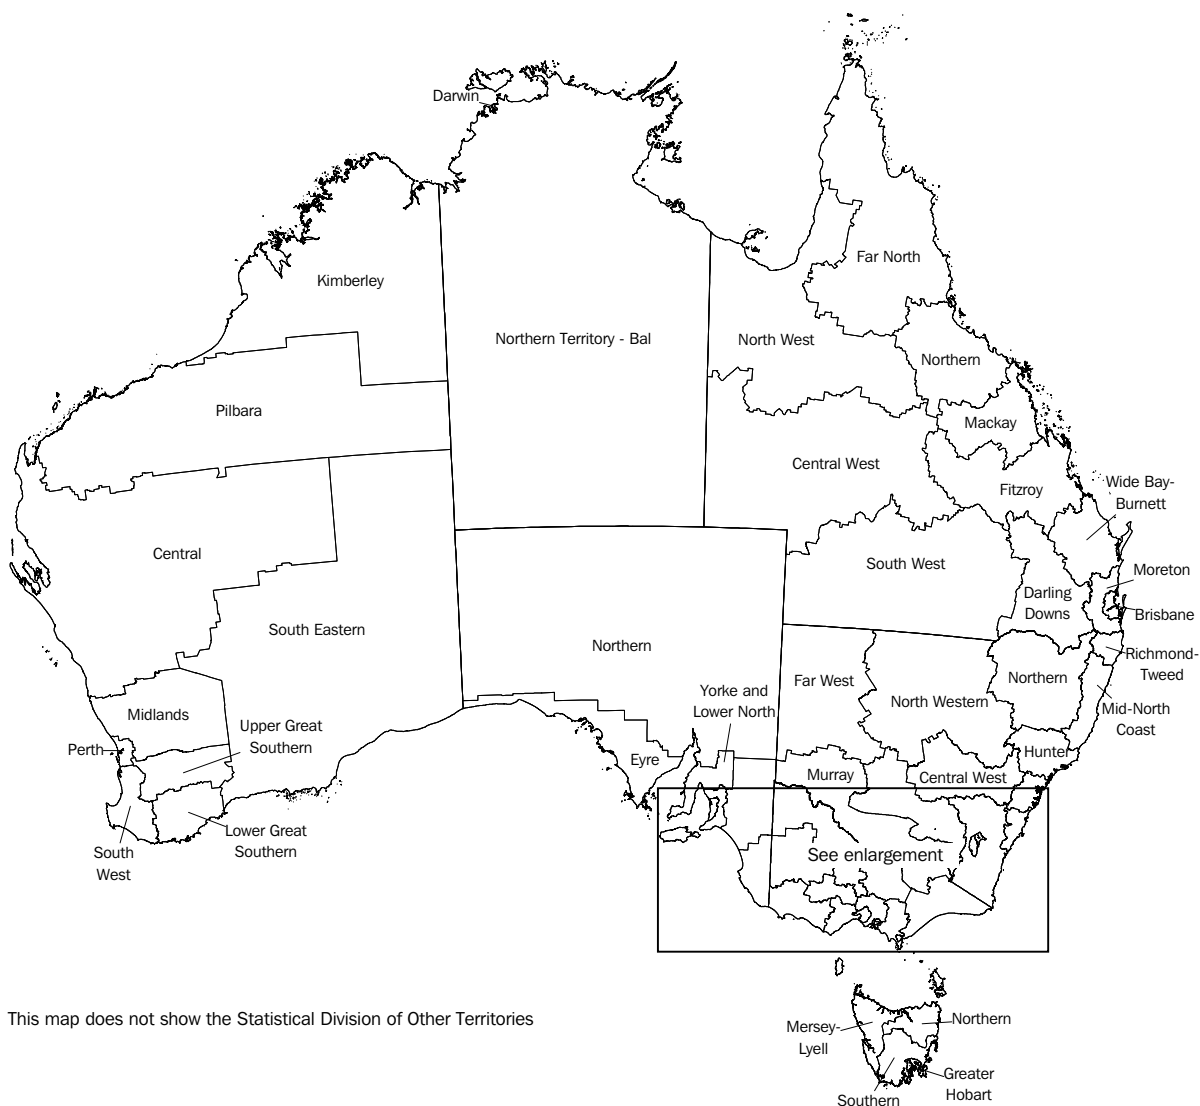 Darwin
Far North
Kimberley
Northern Territory - Bal
North West
Northern
Pilbara
Mackay
Central West
Fitzroy
Wide Bay-
Burnett
Central
South West
Moreton
Darling
Downs
Brisbane
South Eastern
Northern
Richmond-
Tweed
Far West
Northern
Yorke and
Lower North
North Western
Mid-North
Coast
Midlands
Upper Great
Southern
Perth
Eyre
Hunter
Murray
Central West
Lower Great
Southern
South
West
See enlargement
This map does not show the Statistical Division of Other Territories
Mersey-
Lyell
Northern
Greater
Hobart
Southern